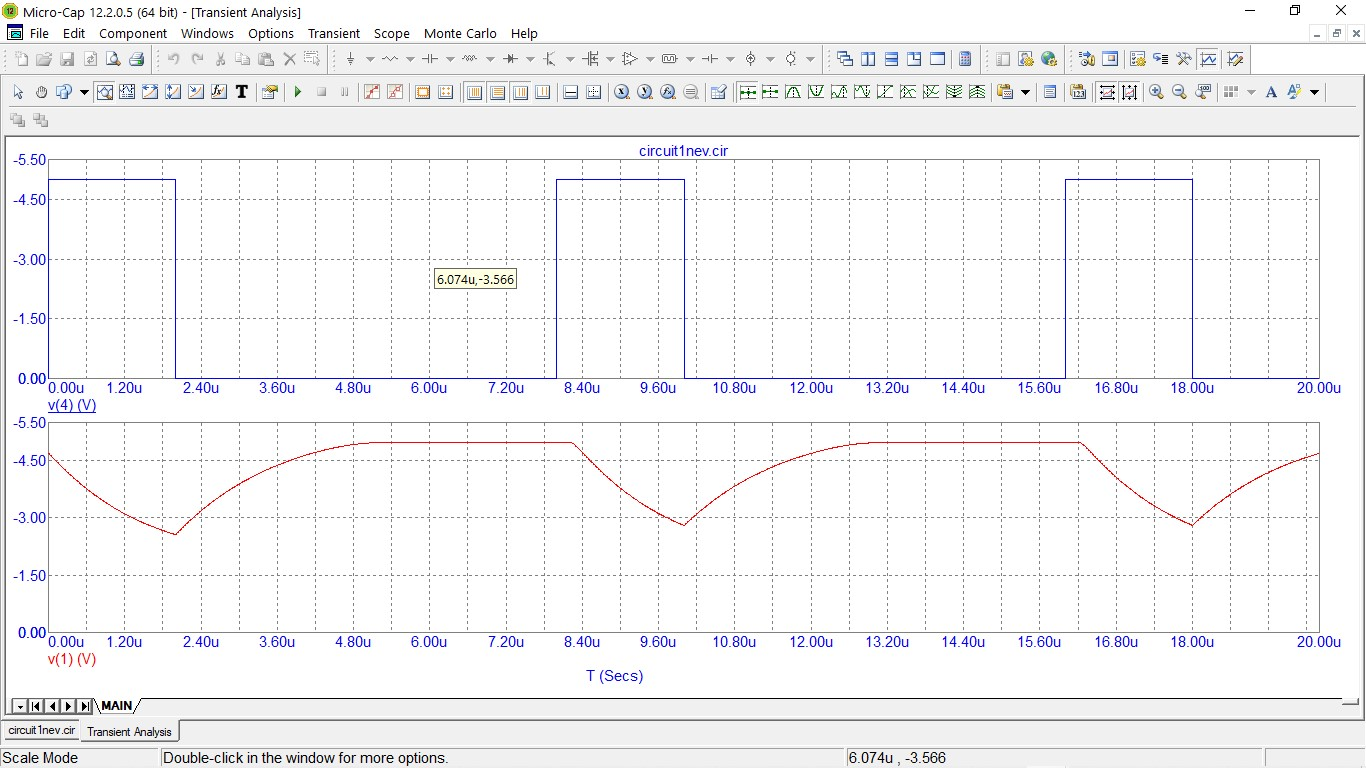 Micro-Cap 12.2.0.5 (64 bit) - [Transient Analysis]
File Edit Component Windows Options Transient Scope Monte Carlo Help
circuit1nev.cir
-5.50
-4.50
-3.00
6.074u,-3.566
-1.50
0.00
0.00u 1.20u 2.40u 3.60u 4.80u 6.00u 7.20u 8.40u 9.60u 10.80u 12.00u 13.20u 14.40u 15.60u 16.80u 18.00u 20.00u
v(4) (V)
-5.50
-4.50
-3.00
-1.50
0.00
0.00u 1.20u 2.40u 3.60u 4.80u 6.00u 7.20u 8.40u 9.60u 10.80u 12.00u 13.20u 14.40u 15.60u 16.80u 18.00u 20.00u
v(1) (V)
T (Secs)
MAIN
circuit1nev.cir Transient Analysis
Scale Mode Double-click in the window for more options. 6.074u , -3.566